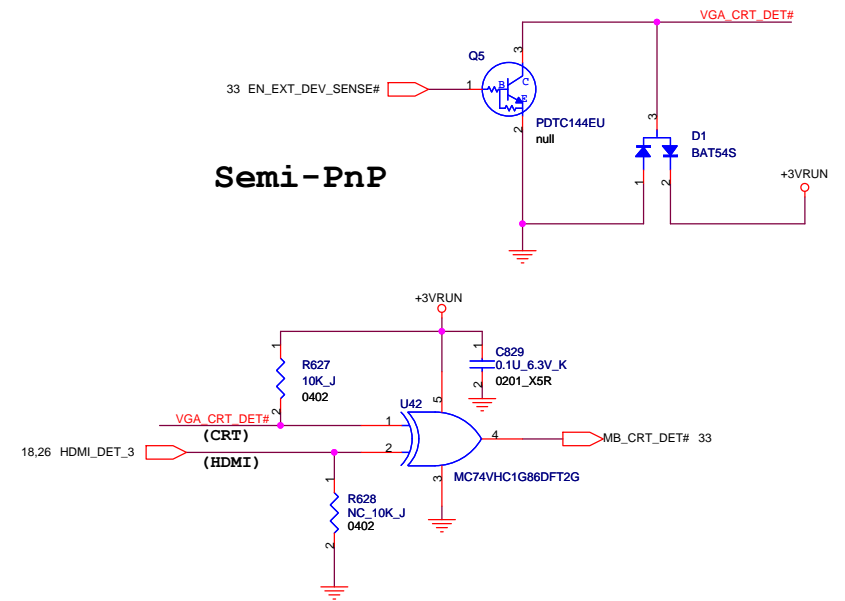 VGA_CRT_DET#
Q5
3
33 EN_EXT_DEV_SENSE#
1
B
C
E
2
PDTC144EU
null
3
D1
BAT54S
1
2
+3VRUN
Semi-PnP
+3VRUN
1
R627
10K_J
0402
2
1
C829
0.1U_6.3V_K
0201_X5R
2
U42
5
VGA_CRT_DET#
1
(CRT)
18,26 HDMI_DET_3
2
(HDMI)
4
MB_CRT_DET# 33
3
MC74VHC1G86DFT2G
1
R628
NC_10K_J
0402
2